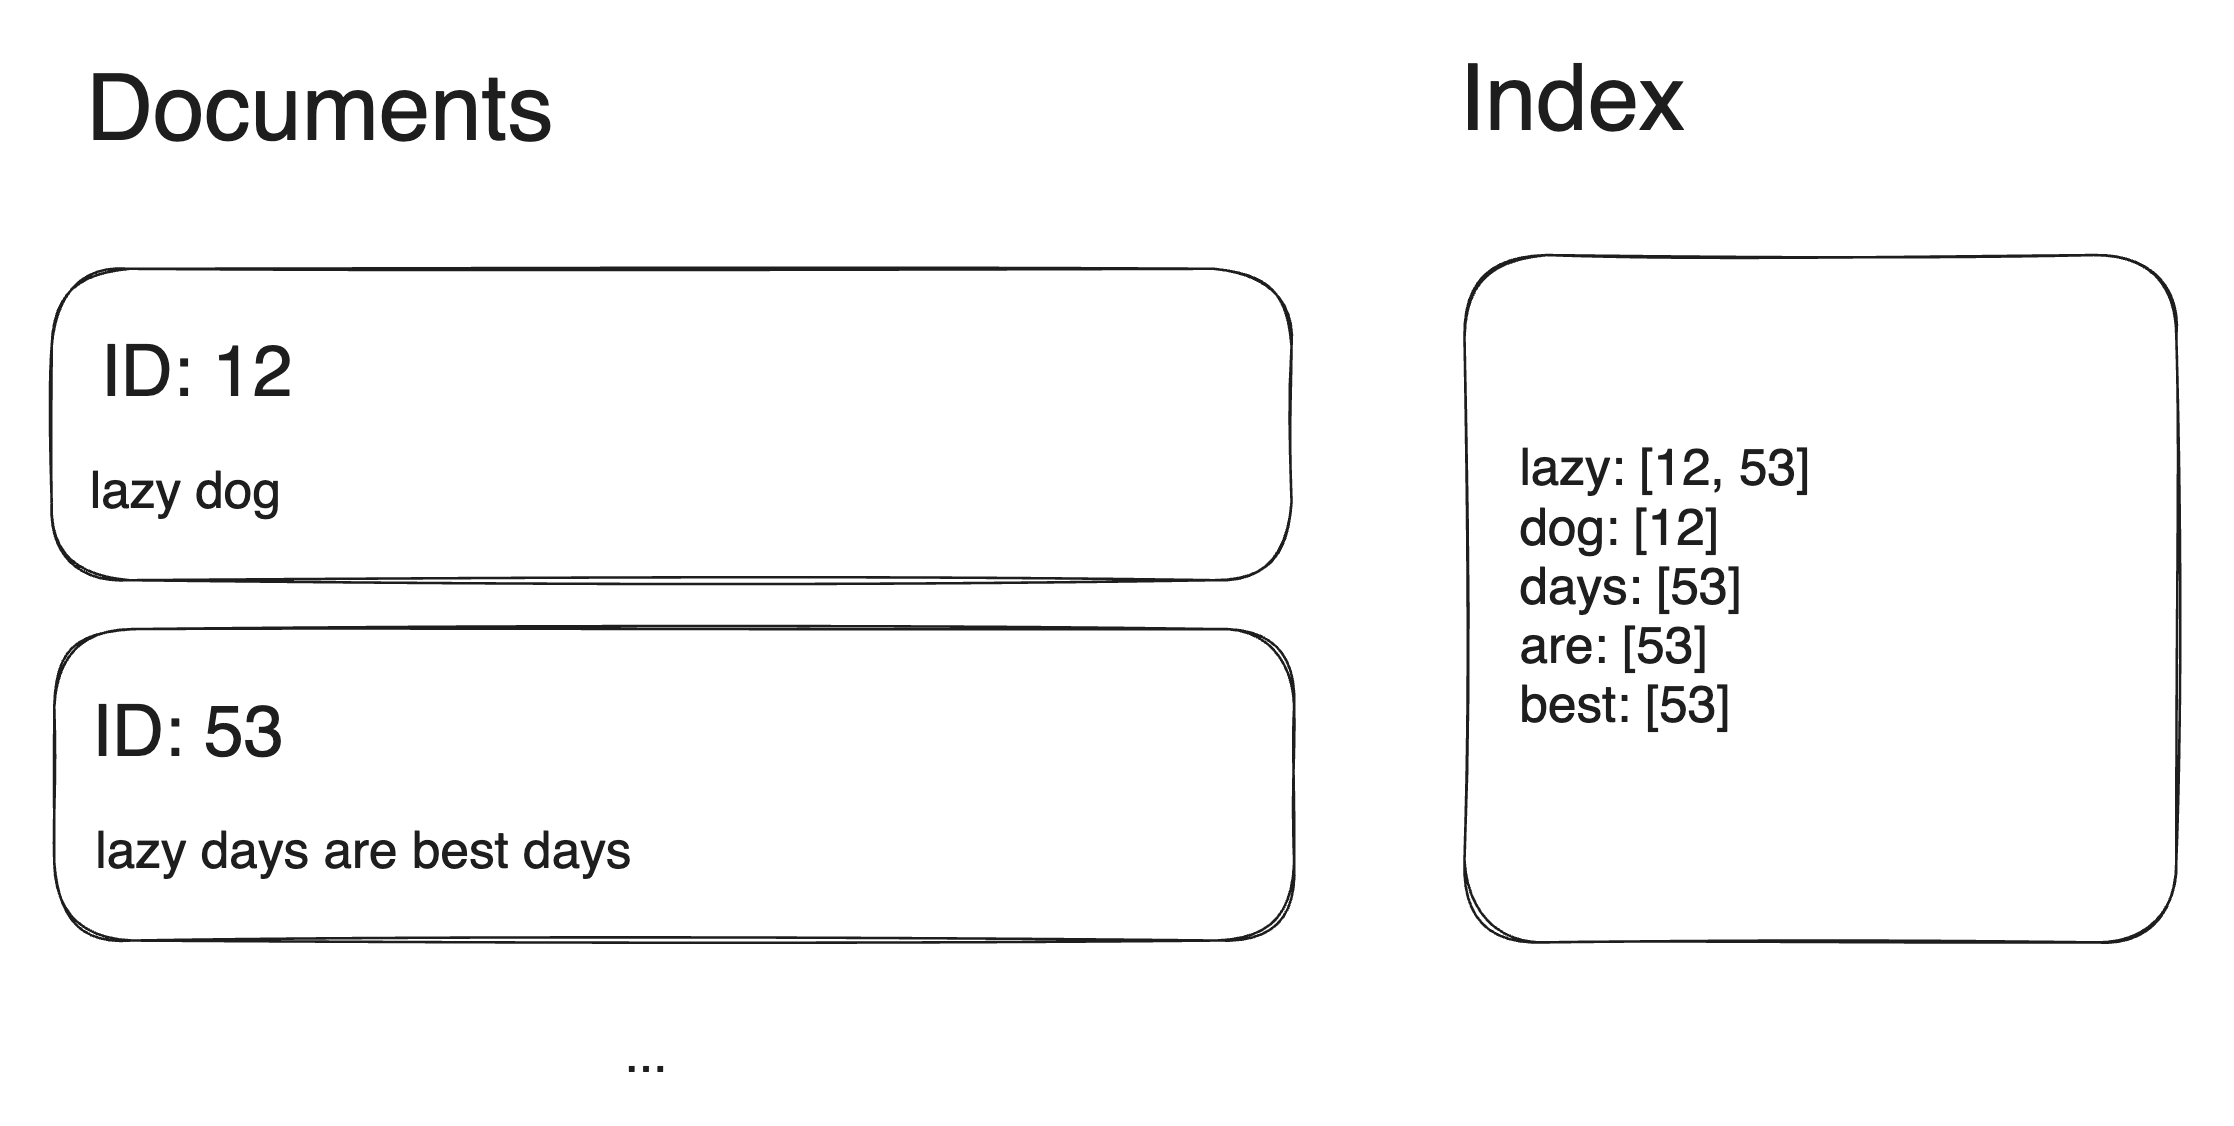 Documents
Index
ID: 12
lazy dog
ID: 53
lazy days are best days
...
lazy: [12, 53]
dog: [12]
days: [53]
are: [53]
best: [53]